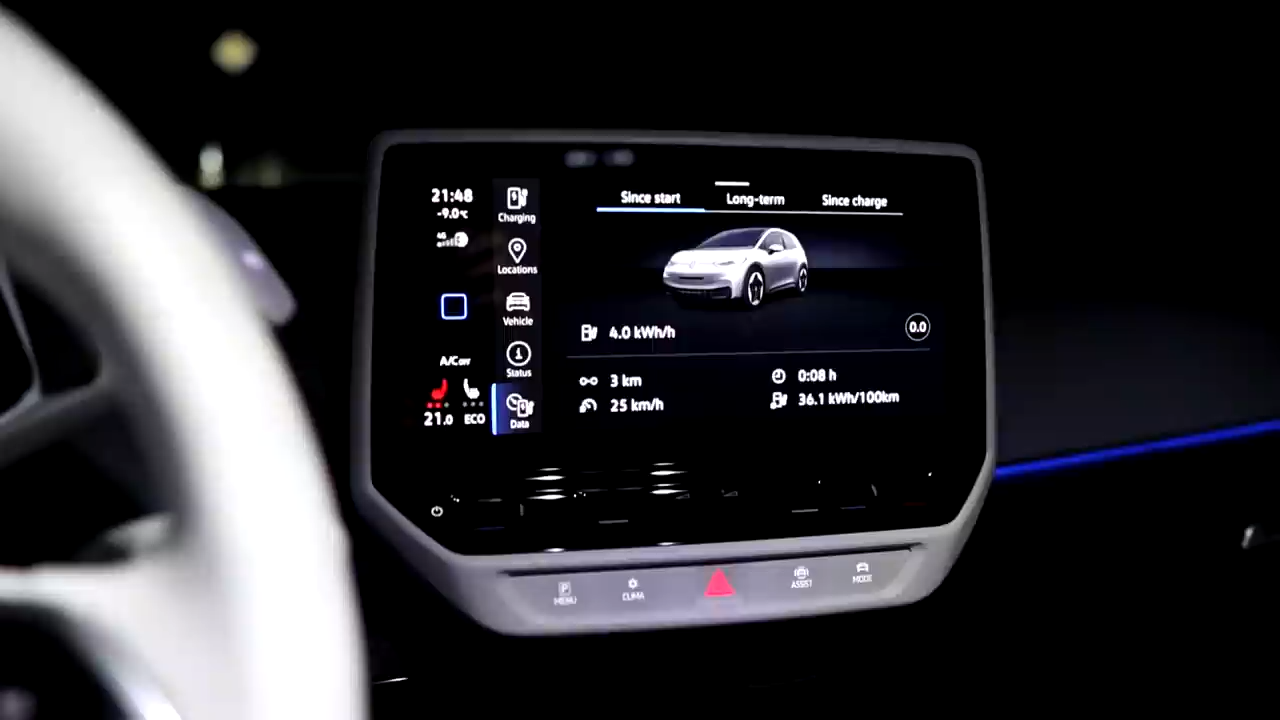 21:48
-9.0°C
4G
A/C OFF
21.0 ECO
Charging
Locations
Vehicle
Status
Data
Since start Long-term Since charge
4.0 kWh/h 0.0
3 km 0:08 h
25 km/h 36.1 kWh/100km
P
MENU CLIMA ASSIST MODE